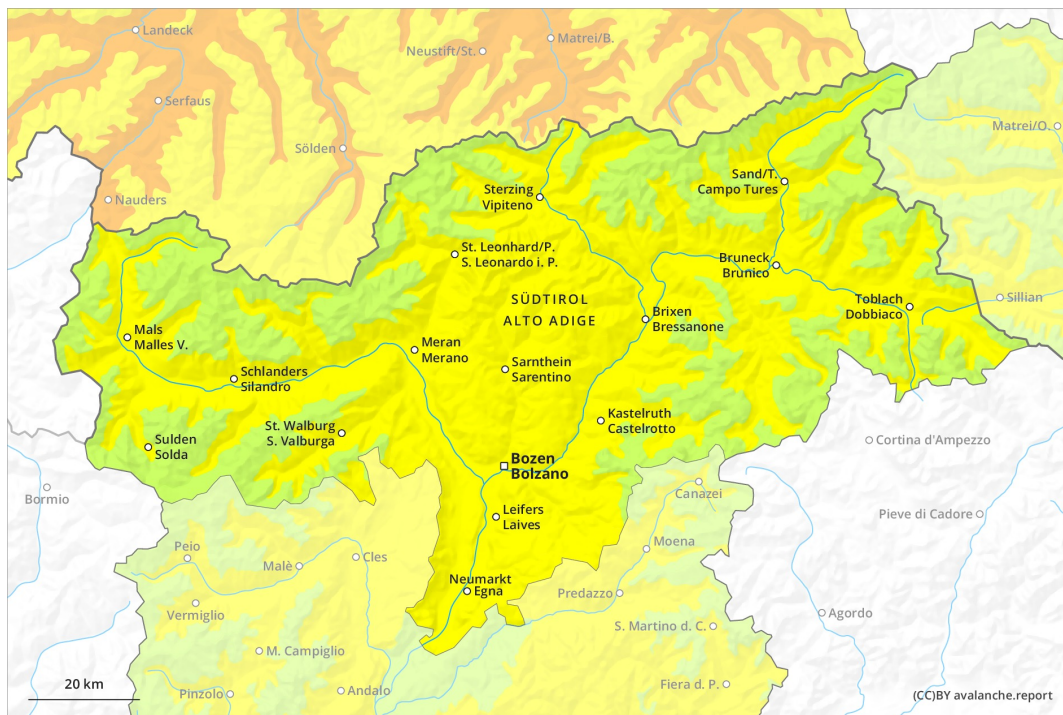 Landeck
Matrei/B.
Neustift/St.
Serfaus
Matrei/O.
Sölden
Sand/T.
Campo Tures
Sterzing
Vipiteno
Nauders
St. Leonhard/P.
S. Leonardo i. P.
Bruneck
Brunico
SÜDTIROL
ALTO ADIGE
Toblach
Dobbiaco
Sillian
Brixen
Bressanone
Mals
Malles V.
Meran
Merano
Sarnthein
Sarentino
Schlanders
Silandro
Kastelruth
Castelrotto
St. Walburg
S. Valburga
Sulden
Solda
Cortina d'Ampezzo
Bozen
Bolzano
Bormio
Canazei
Leifers
Laives
Pieve di Cadore
Moena
Peio
Cles
Malè
Neumarkt
Egna
Predazzo
Vermiglio
Agordo
S. Martino d. C.
M. Campiglio
20 km
Pinzolo
Andalo
Fiera d. P.
(CC)BY avalanche.report